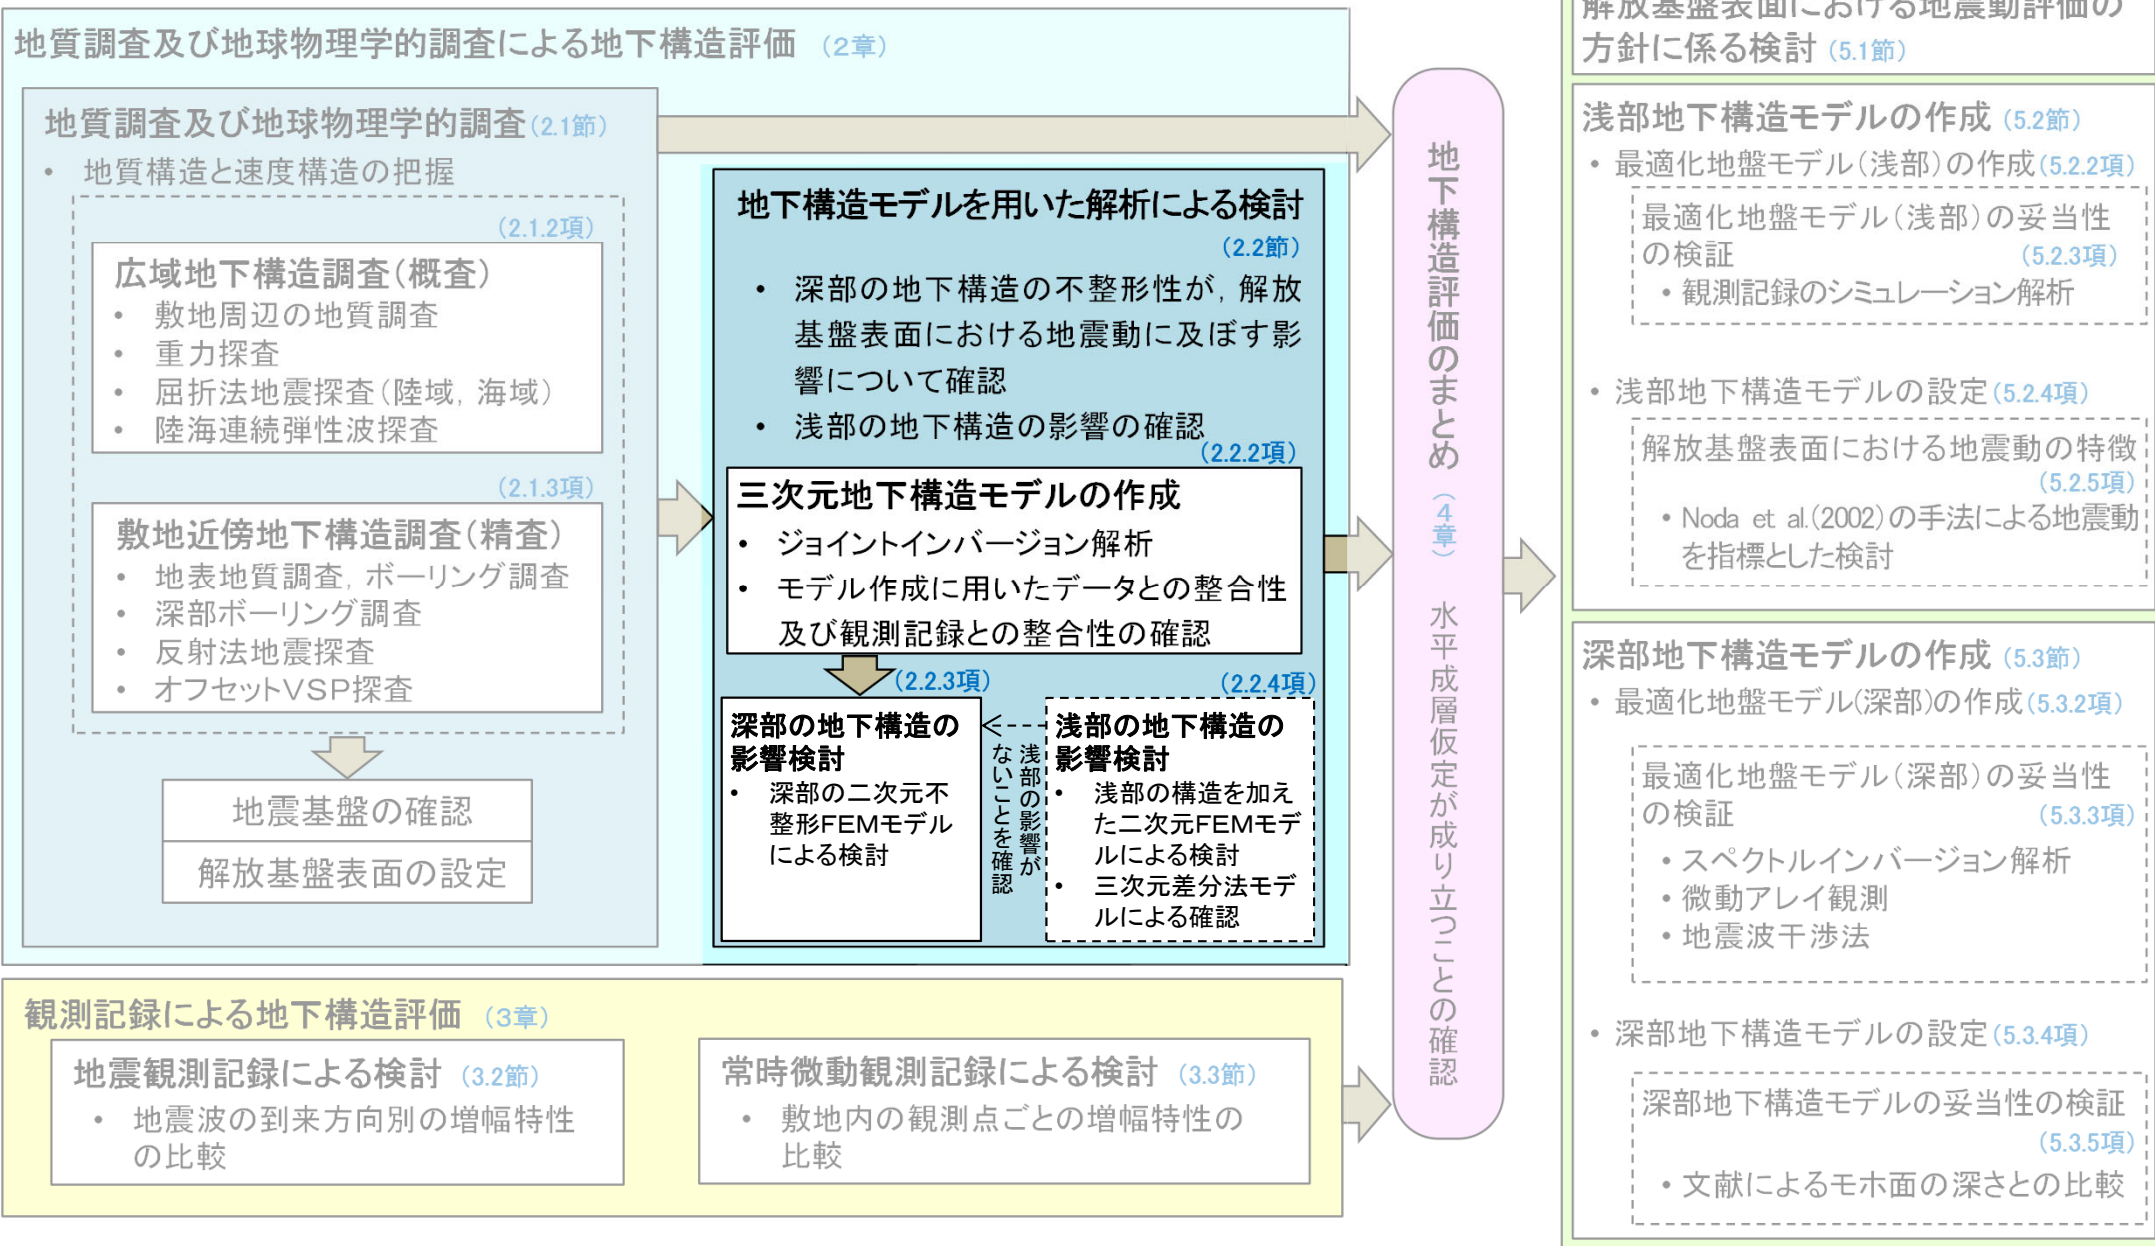 地質調査及び地球物理学的調査による地下構造評価 （2章）
地質調査及び地球物理学的調査(2.1節)
• 地質構造と速度構造の把握
（2.1.2項）
広域地下構造調査（概査）
• 敷地周辺の地質調査
• 重力探査
• 屈折法地震探査（陸域，海域）
• 陸海連続弾性波探査
（2.1.3項）
敷地近傍地下構造調査（精査）
• 地表地質調査，ボーリング調査
• 深部ボーリング調査
• 反射法地震探査
• オフセットVSP探査
地震基盤の確認
解放基盤表面の設定
地下構造モデルを用いた解析による検討
（2.2節）
• 深部の地下構造の不整形性が，解放
基盤表面における地震動に及ぼす影
響について確認
• 浅部の地下構造の影響の確認
（2.2.2項）
三次元地下構造モデルの作成
• ジョイントインバージョン解析
• モデル作成に用いたデータとの整合性
及び観測記録との整合性の確認
（2.2.3項）
深部の地下構造の
影響検討
• 深部の二次元不
整形FEMモデル
による検討
浅部の影響が
ないことを確認
（2.2.4項）
浅部の地下構造の
影響検討
• 浅部の構造を加え
た二次元FEMモデ
ルによる検討
• 三次元差分法モデ
ルによる確認
観測記録による地下構造評価 （3章）
地震観測記録による検討 （3.2節）
• 地震波の到来方向別の増幅特性
の比較
常時微動観測記録による検討 （3.3節）
• 敷地内の観測点ごとの増幅特性の
比較
地下構造評価のまとめ（4章） 水平成層仮定が成り立つことの確認
解放基盤表面における地震動評価の
方針に係る検討（5.1節）
浅部地下構造モデルの作成（5.2節）
• 最適化地盤モデル（浅部）の作成(5.2.2項)
最適化地盤モデル（浅部）の妥当性
の検証 （5.2.3項）
• 観測記録のシミュレーション解析
• 浅部地下構造モデルの設定(5.2.4項)
解放基盤表面における地震動の特徴
（5.2.5項）
• Noda et al.(2002)の手法による地震動
を指標とした検討
深部地下構造モデルの作成（5.3節）
• 最適化地盤モデル(深部)の作成(5.3.2項)
最適化地盤モデル（深部）の妥当性
の検証 （5.3.3項）
• スペクトルインバージョン解析
• 微動アレイ観測
• 地震波干渉法
• 深部地下構造モデルの設定(5.3.4項)
深部地下構造モデルの妥当性の検証
（5.3.5項）
• 文献によるモホ面の深さとの比較